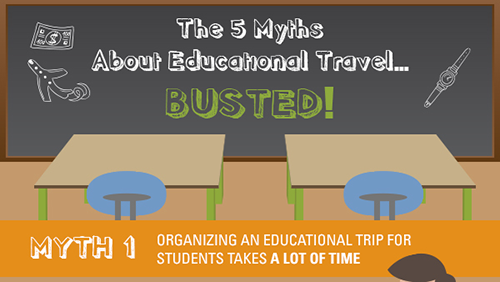 The 5 Myths
About Educational Travel...
BUSTED!
MYTH 1
ORGANIZING AN EDUCATIONAL TRIP FOR
STUDENTS TAKES A LOT OF TIME